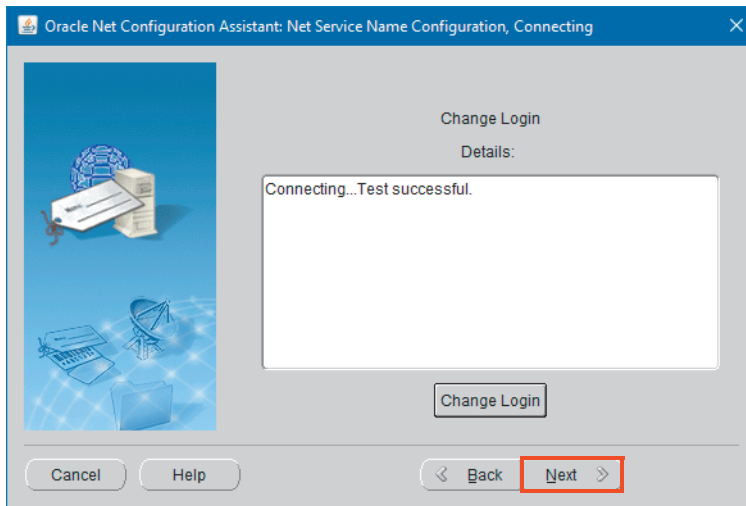 Oracle Net Configuration Assistant: Net Service Name Configuration, Connecting
Change Login
Details:
Connecting...Test successful.
Change Login
Cancel
Help
Back
Next